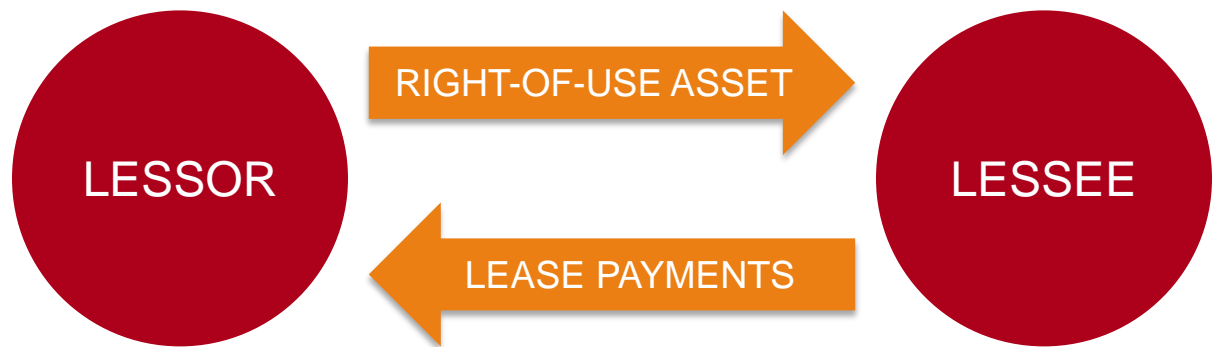 RIGHT-OF-USE ASSET
LESSOR
LESSEE
LEASE PAYMENTS